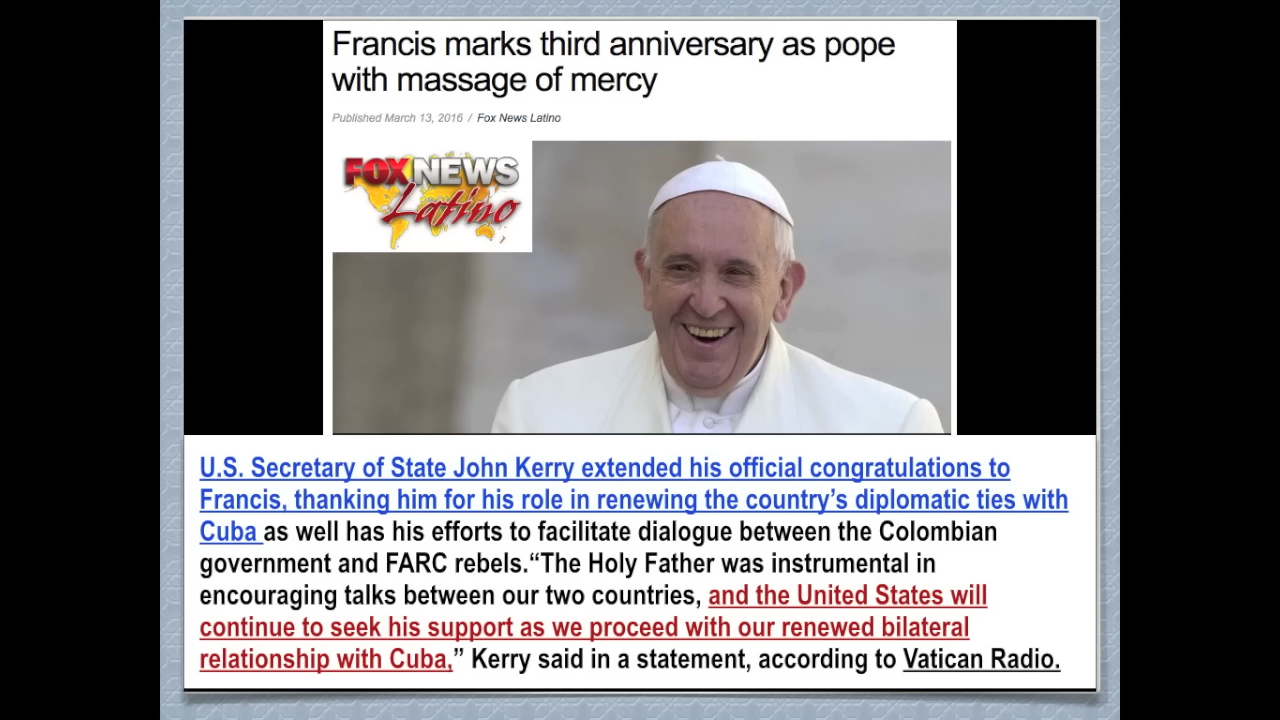 Francis marks third anniversary as pope
with massage of mercy
Published March 13, 2016 / Fox News Latino
FOX NEWS
Latino
U.S. Secretary of State John Kerry extended his official congratulations to
Francis, thanking him for his role in renewing the country’s diplomatic ties with
Cuba as well has his efforts to facilitate dialogue between the Colombian
government and FARC rebels.“The Holy Father was instrumental in
encouraging talks between our two countries, and the United States will
continue to seek his support as we proceed with our renewed bilateral
relationship with Cuba,” Kerry said in a statement, according to Vatican Radio.